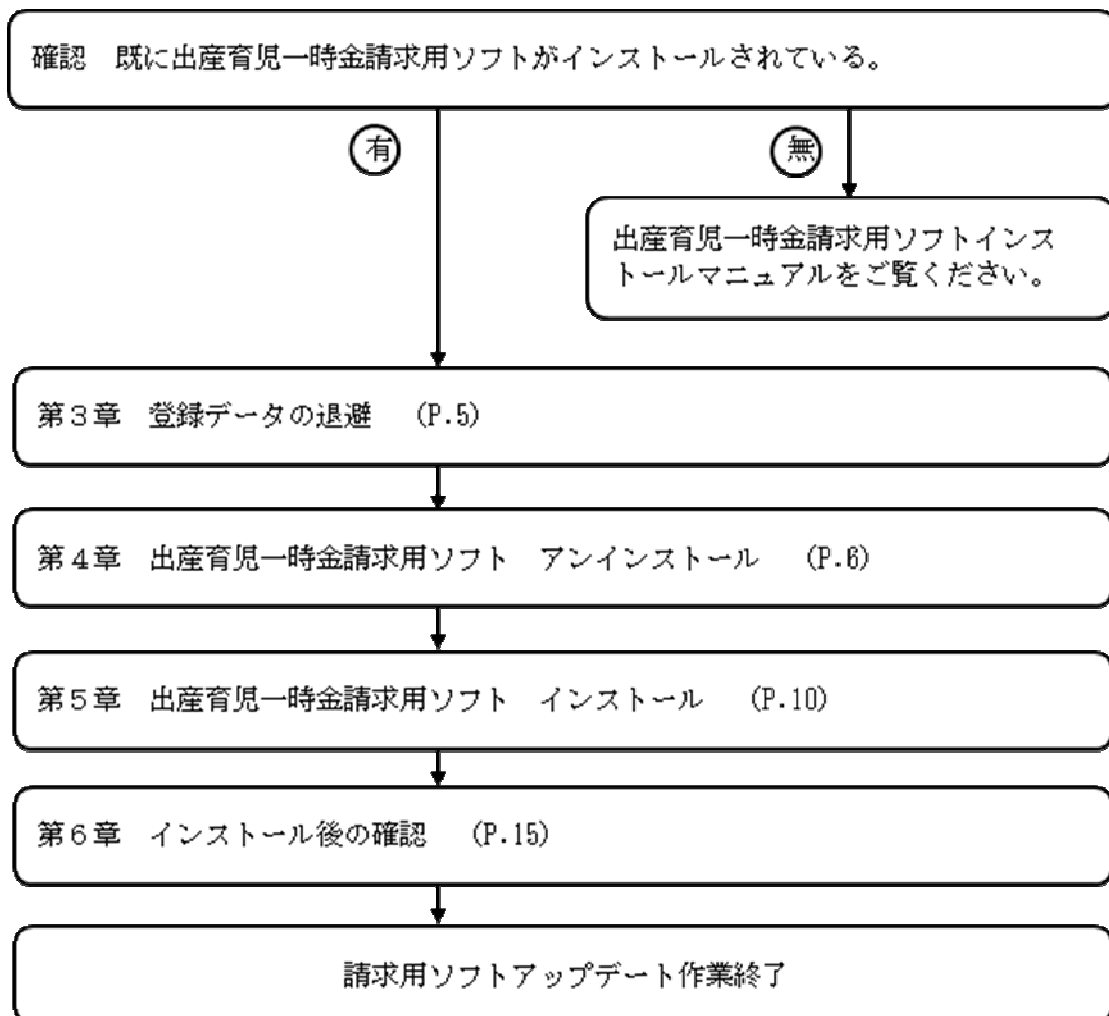 確認　既に出産育児一時金請求用ソフトがインストールされている。
有
無
出産育児一時金請求用ソフトインス
トールマニュアルをご覧ください。
第３章　登録データの退避　(P.5)
第４章　出産育児一時金請求用ソフト　アンインストール　(P.6)
第５章　出産育児一時金請求用ソフト　インストール　(P.10)
第６章　インストール後の確認　(P.15)
請求用ソフトアップデート作業終了